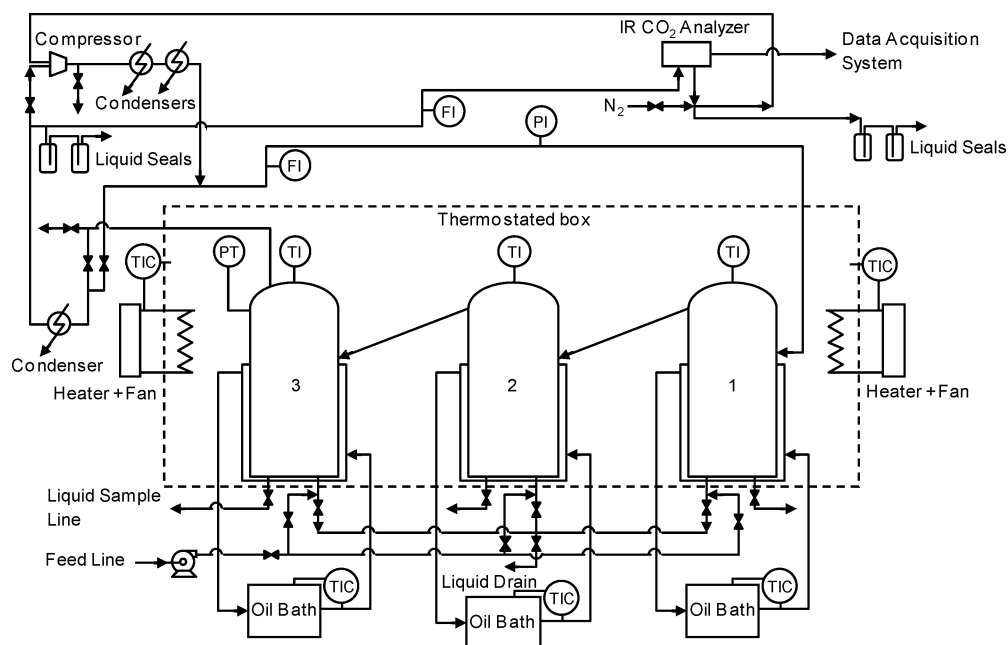 Compressor
IR CO₂ Analyzer
Data Acquisition
System
Condensers
N₂
FI
PI
Liquid Seals
Liquid Seals
FI
Thermostated box
TIC
PT
TI
TI
TI
TIC
Condenser
3
2
1
Heater+Fan
Heater+Fan
Liquid Sample
Line
Feed Line
Liquid Drain
TIC
TIC
TIC
Oil Bath
Oil Bath
Oil Bath